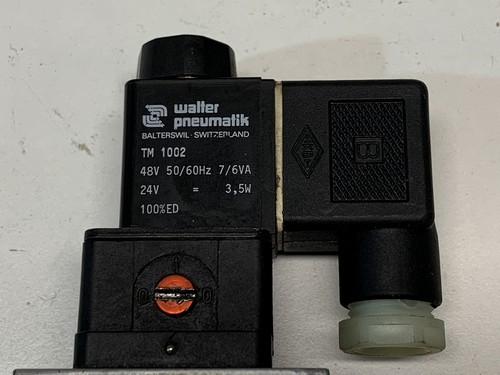 walter
pneumatik
BALTERSWIL·SWITZERLAND
TM 1002
48V 50/60Hz 7/6VA
24V = 3,5W
100%ED